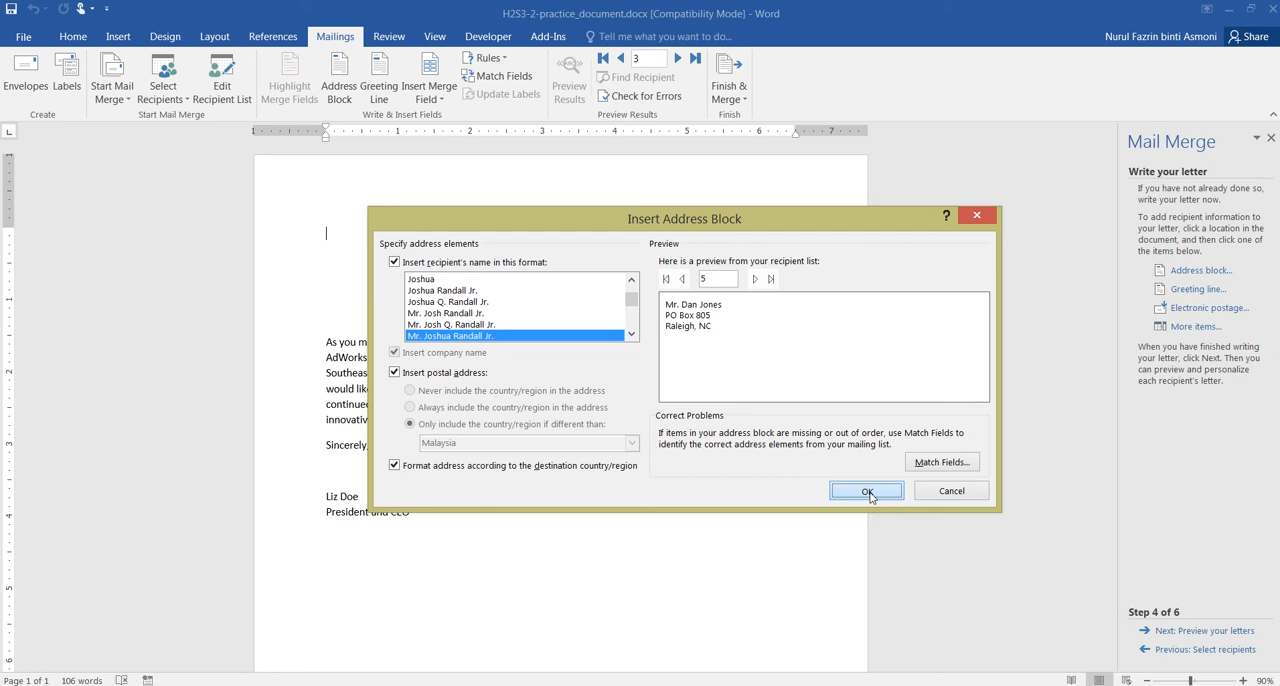 H2S3-2-practice_document.docx [Compatibility Mode] - Word
File Home Insert Design Layout References Mailings Review View Developer Add-Ins Tell me what you want to do... Nurul Fazrin binti Asmoni Share
Envelopes Labels
Create
Start Mail Merge
Select Recipients
Edit Recipient List
Start Mail Merge
Highlight Merge Fields
Address Block
Greeting Line
Insert Merge Field
Rules
Match Fields
Update Labels
Write & Insert Fields
ABC
Preview Results
3
Find Recipient
Check for Errors
Preview Results
Finish & Merge
Finish
L
1 1 2 3 4 5 6 7
Mail Merge
Write your letter
If you have not already done so,
write your letter now.
To add recipient information to
your letter, click a location in the
document, and then click one of
the items below.
Address block...
Greeting line...
Electronic postage...
More items...
When you have finished writing
your letter, click Next. Then you
can preview and personalize
each recipient's letter.
Step 4 of 6
Next: Preview your letters
Previous: Select recipients
As you m
AdWorks
Southeas
would lik
continued
innovativ
Sincerely,
Liz Doe
President and CEO
Insert Address Block
?
Specify address elements
Insert recipient's name in this format:
Joshua
Joshua Randall Jr.
Joshua Q. Randall Jr.
Mr. Josh Randall Jr.
Mr. Josh Q. Randall Jr.
Mr. Joshua Randall Jr.
Insert company name
Insert postal address:
Never include the country/region in the address
Always include the country/region in the address
Only include the country/region if different than:
Malaysia
Format address according to the destination country/region
Preview
Here is a preview from your recipient list:
5
Mr. Dan Jones
PO Box 805
Raleigh, NC
Correct Problems
If items in your address block are missing or out of order, use Match Fields to
identify the correct address elements from your mailing list.
Match Fields...
OK Cancel
Page 1 of 1 106 words 90%